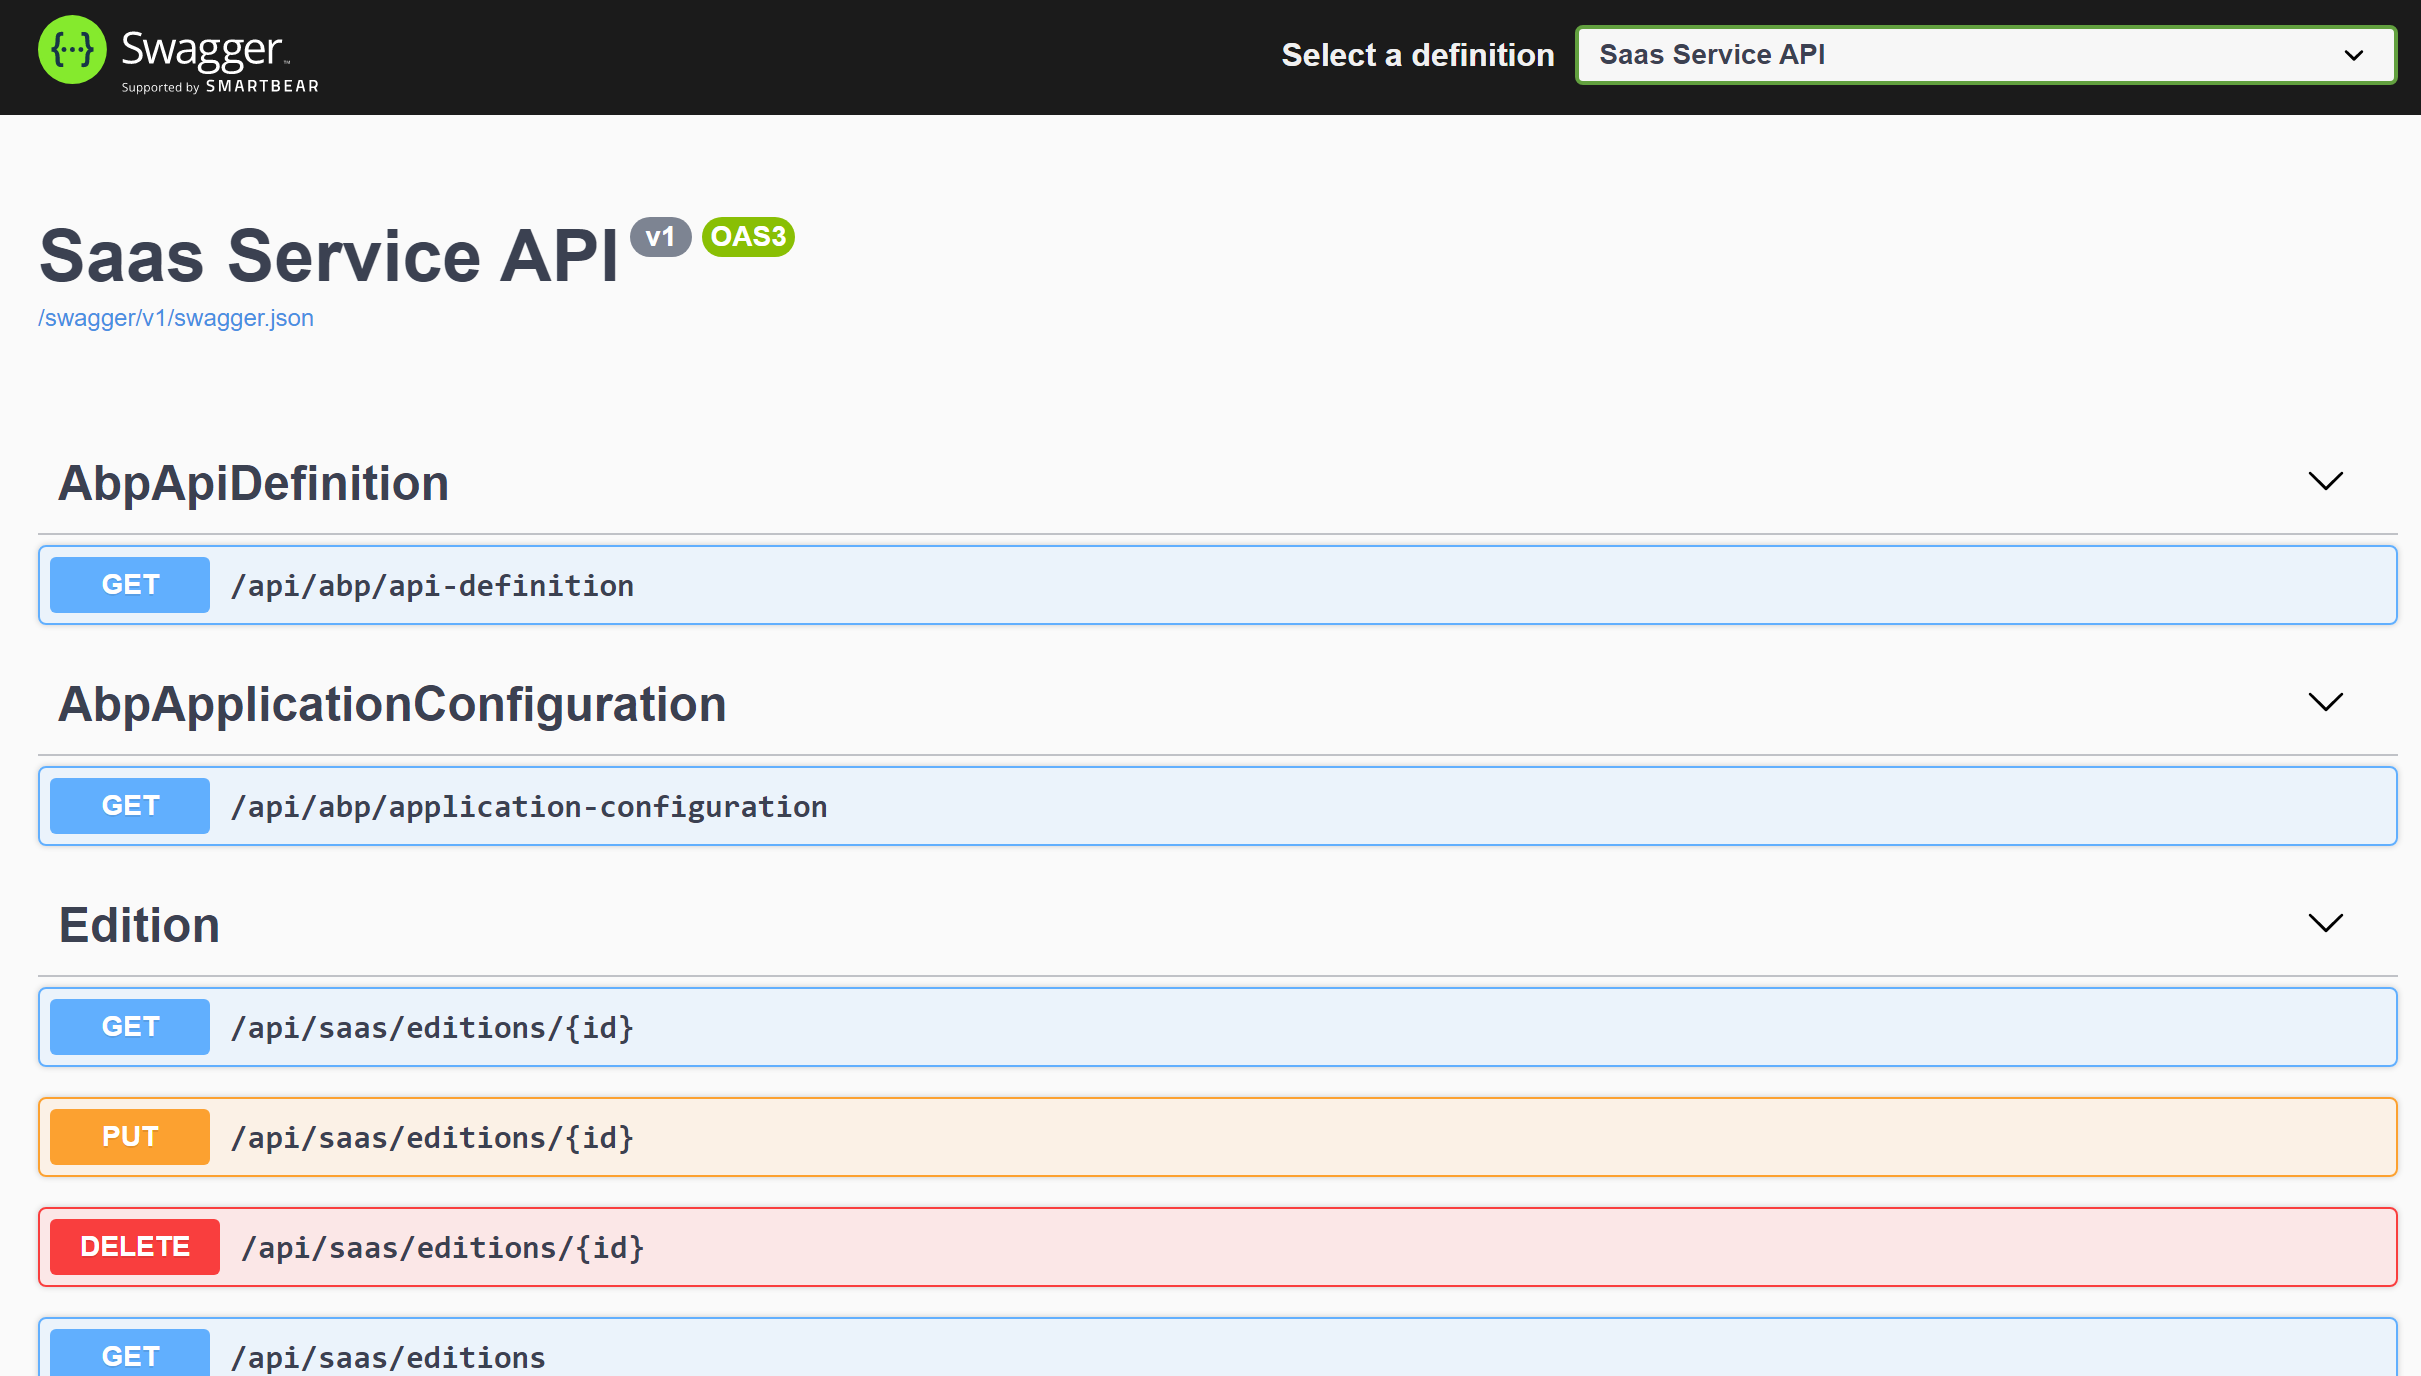 {···} Swagger™
Supported by SMARTBEAR
Select a definition
Saas Service API
Saas Service API v1 OAS3
/swagger/v1/swagger.json
AbpApiDefinition
GET /api/abp/api-definition
AbpApplicationConfiguration
GET /api/abp/application-configuration
Edition
GET /api/saas/editions/{id}
PUT /api/saas/editions/{id}
DELETE /api/saas/editions/{id}
GET /api/saas/editions